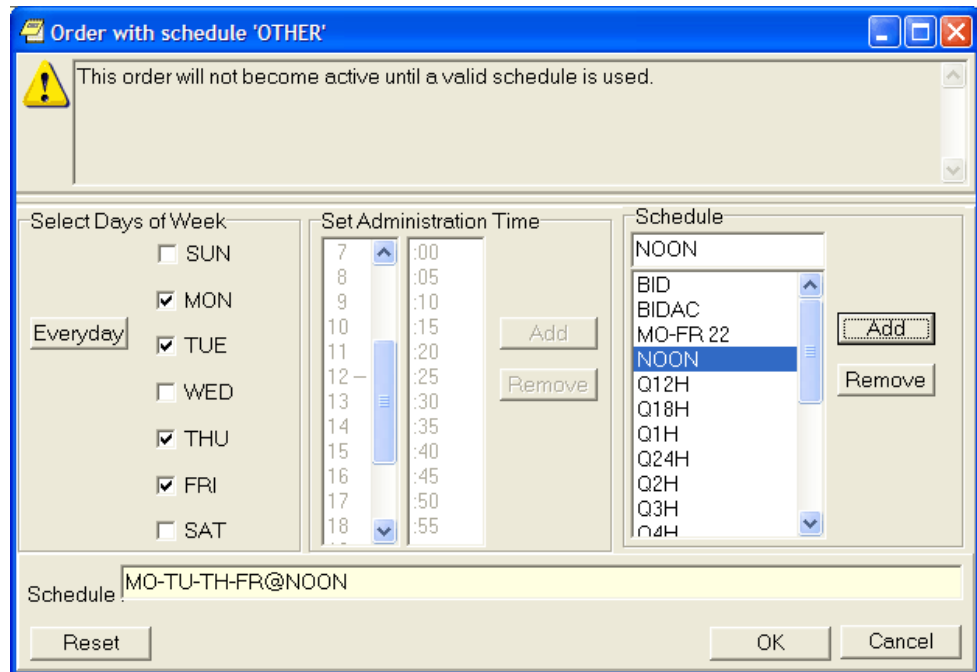 Order with schedule 'OTHER'
This order will not become active until a valid schedule is used.
Select Days of Week
SUN
MON
TUE
WED
THU
FRI
SAT
Everyday
Set Administration Time
7
8
9
10
11
12 –
13
14
15
16
17
18
:00
:05
:10
:15
:20
:25
:30
:35
:40
:45
:50
:55
Add
Remove
Schedule
NOON
BID
BIDAC
MO-FR 22
NOON
Q12H
Q18H
Q1H
Q24H
Q2H
Q3H
Q4H
Add
Remove
Schedule :
MO-TU-TH-FR@NOON
Reset
OK
Cancel